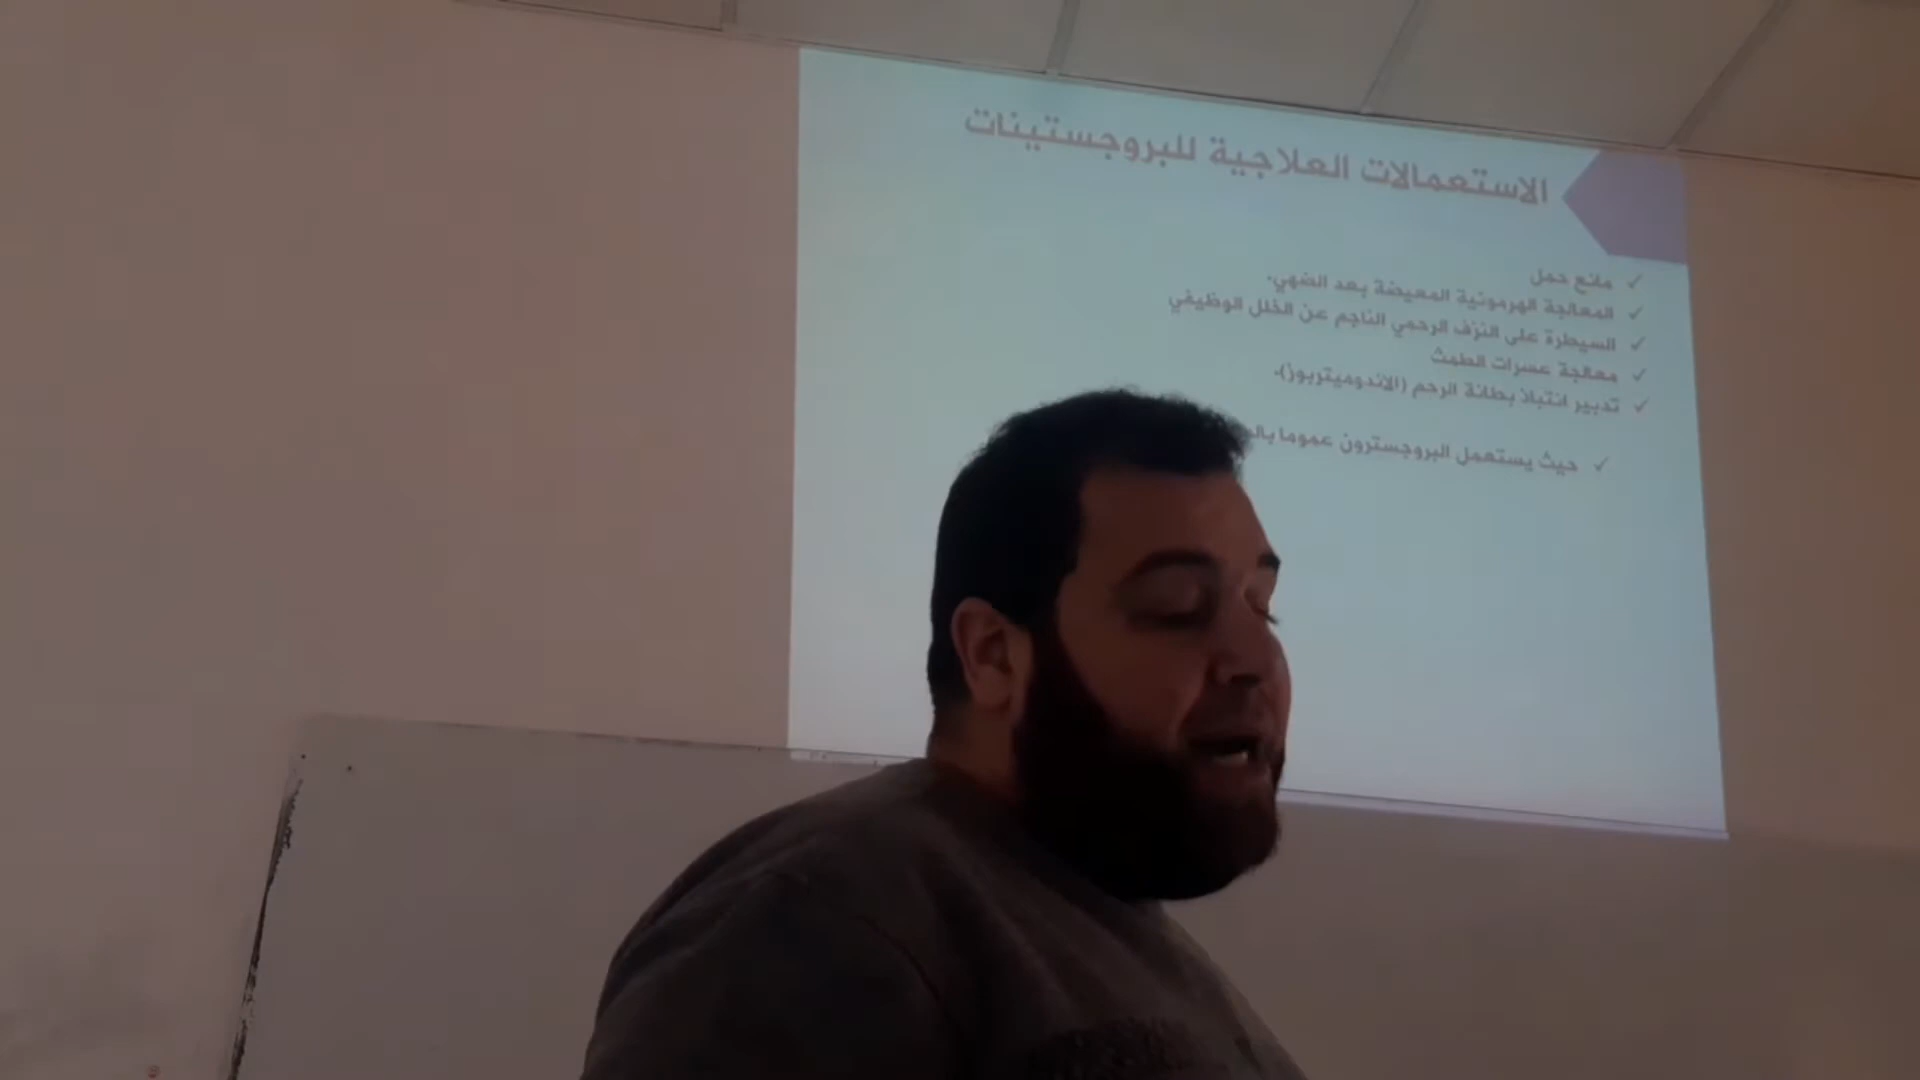 الاستعمالات العلاجية للبروجستينات
✓ مانع حمل
✓ المعالجة الهرمونية المعيضة بعد الضهي.
✓ السيطرة على النزف الرحمي الناجم عن الخلل الوظيفي
✓ معالجة عسرات الطمث
✓ تدبير انتباذ بطانة الرحم (الاندوميتريوز).
✓ حيث يستعمل البروجسترون عموما